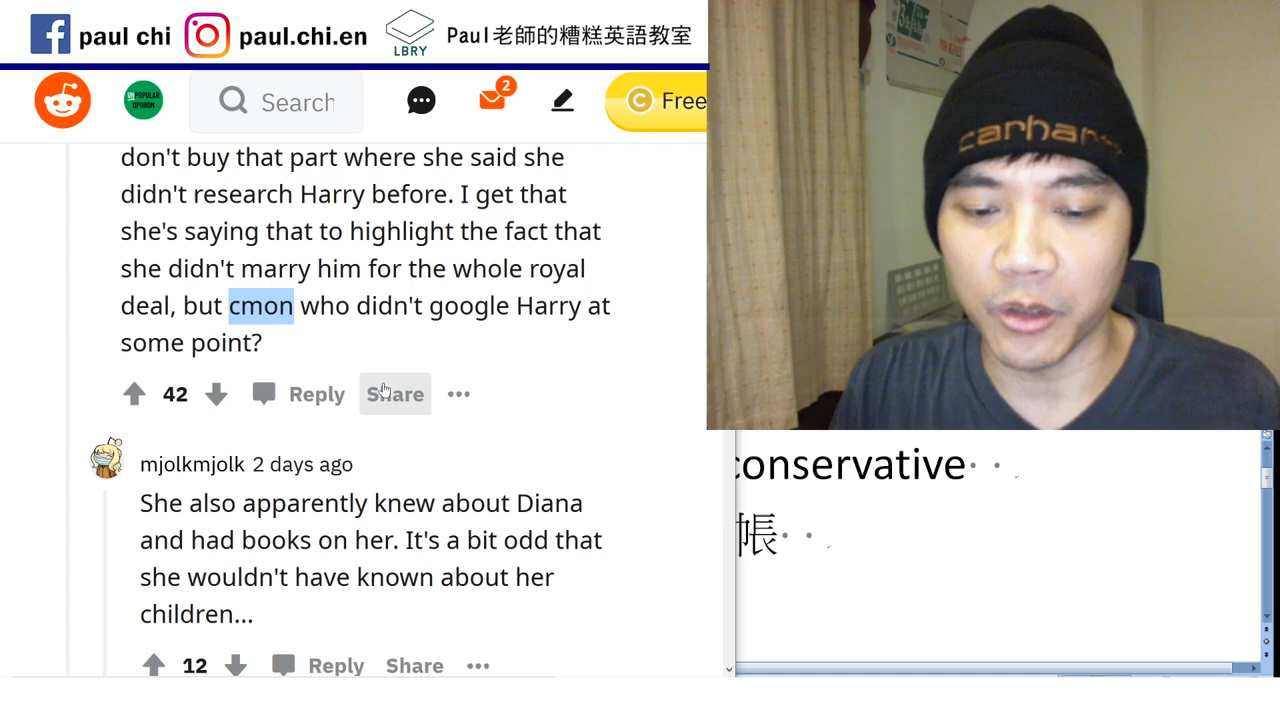 paul chi
paul.chi.en
LBRY
Paul老師的糟糕英語教室
UNPOPULAR
OPINION
Search
2
Free
carhar
don't buy that part where she said she
didn't research Harry before. I get that
she's saying that to highlight the fact that
she didn't marry him for the whole royal
deal, but cmon who didn't google Harry at
some point?
42 Reply Share
mjolkmjolk 2 days ago
She also apparently knew about Diana
and had books on her. It's a bit odd that
she wouldn't have known about her
children...
12 Reply Share
conservative
帳